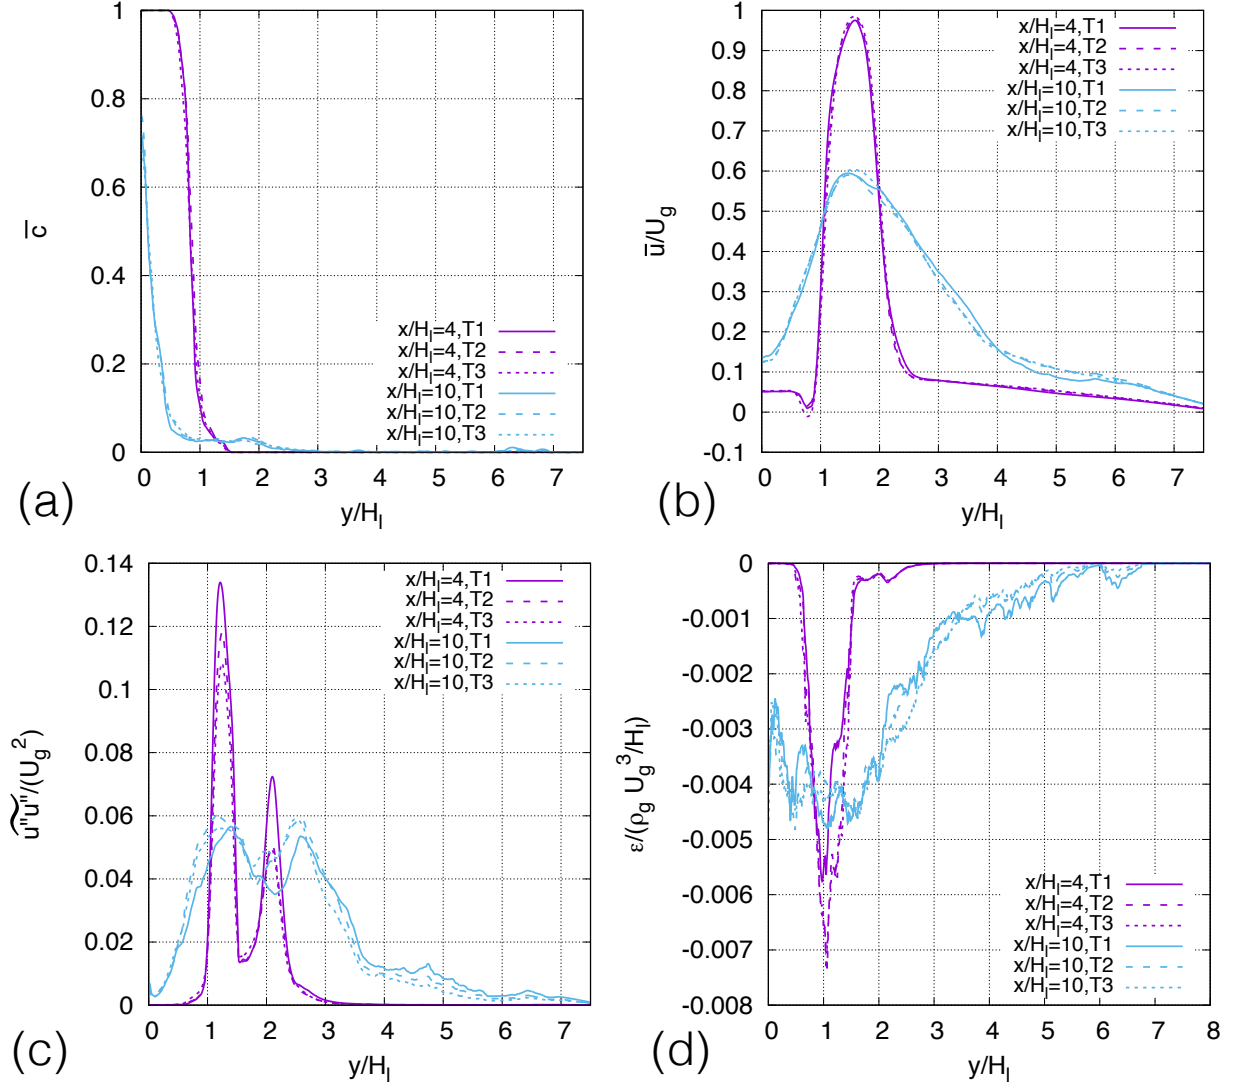 1
0.8
0.6
0.4
0.2
0
0 1 2 3 4 5 6 7
c̅
y/H_l
x/H_l=4,T1
x/H_l=4,T2
x/H_l=4,T3
x/H_l=10,T1
x/H_l=10,T2
x/H_l=10,T3
(a)
1
0.9
0.8
0.7
0.6
0.5
0.4
0.3
0.2
0.1
0
-0.1
0 1 2 3 4 5 6 7
u̅/U_g
y/H_l
x/H_l=4,T1
x/H_l=4,T2
x/H_l=4,T3
x/H_l=10,T1
x/H_l=10,T2
x/H_l=10,T3
(b)
0.14
0.12
0.1
0.08
0.06
0.04
0.02
0
0 1 2 3 4 5 6 7
u"u"/(U_g^2)
y/H_l
x/H_l=4,T1
x/H_l=4,T2
x/H_l=4,T3
x/H_l=10,T1
x/H_l=10,T2
x/H_l=10,T3
(c)
0
-0.001
-0.002
-0.003
-0.004
-0.005
-0.006
-0.007
-0.008
0 1 2 3 4 5 6 7 8
ε/(ρ_g U_g^3/H_l)
y/H_l
x/H_l=4,T1
x/H_l=4,T2
x/H_l=4,T3
x/H_l=10,T1
x/H_l=10,T2
x/H_l=10,T3
(d)